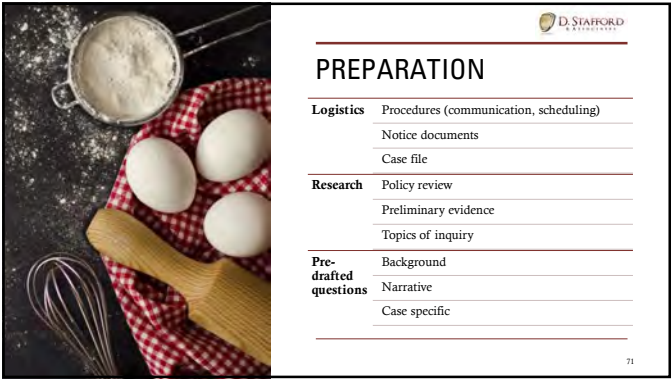 D. STAFFORD
& ASSOCIATES
PREPARATION
Logistics Procedures (communication, scheduling)
Notice documents
Case file
Research Policy review
Preliminary evidence
Topics of inquiry
Pre- Background
drafted
questions Narrative
Case specific
71